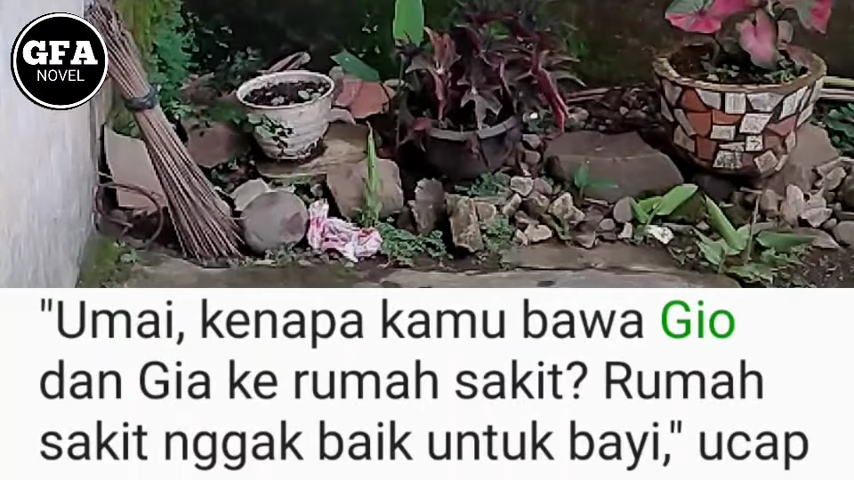 GFA
NOVEL
"Umai, kenapa kamu bawa Gio
dan Gia ke rumah sakit? Rumah
sakit nggak baik untuk bayi," ucap